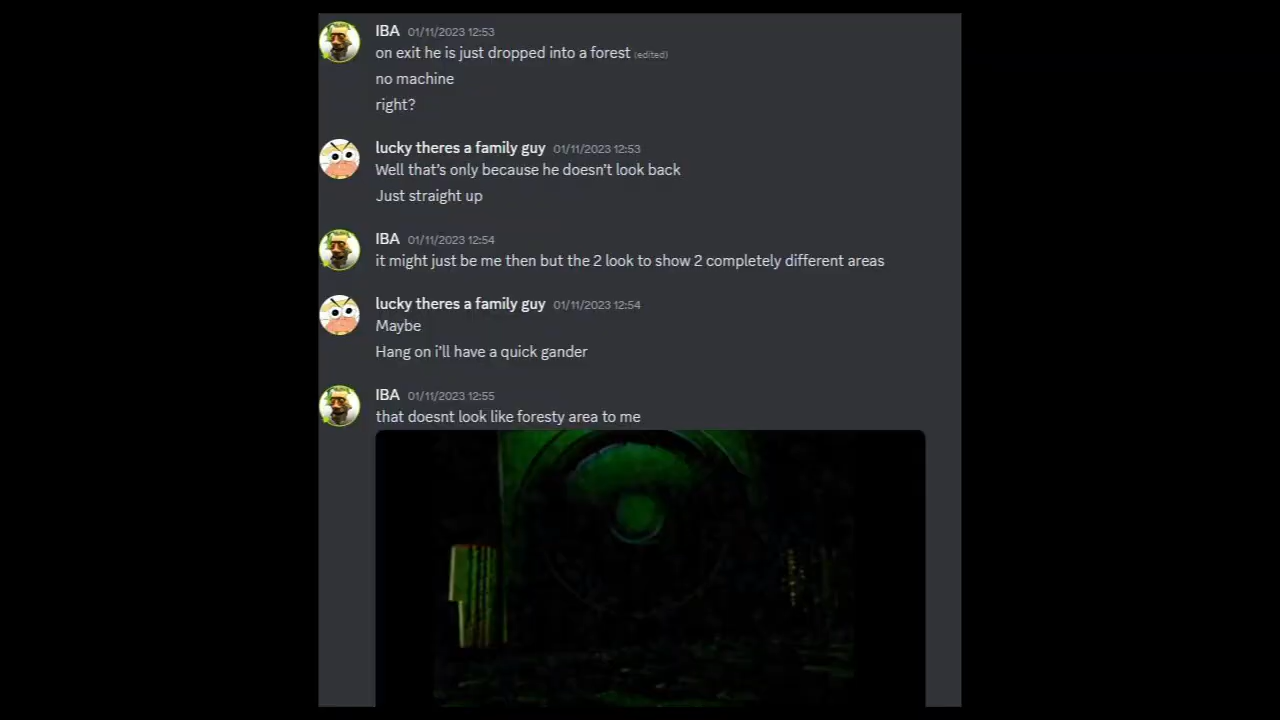 IBA 01/11/2023 12:53
on exit he is just dropped into a forest (edited)
no machine
right?
lucky theres a family guy 01/11/2023 12:53
Well that's only because he doesn't look back
Just straight up
IBA 01/11/2023 12:54
it might just be me then but the 2 look to show 2 completely different areas
lucky theres a family guy 01/11/2023 12:54
Maybe
Hang on i'll have a quick gander
IBA 01/11/2023 12:55
that doesnt look like foresty area to me